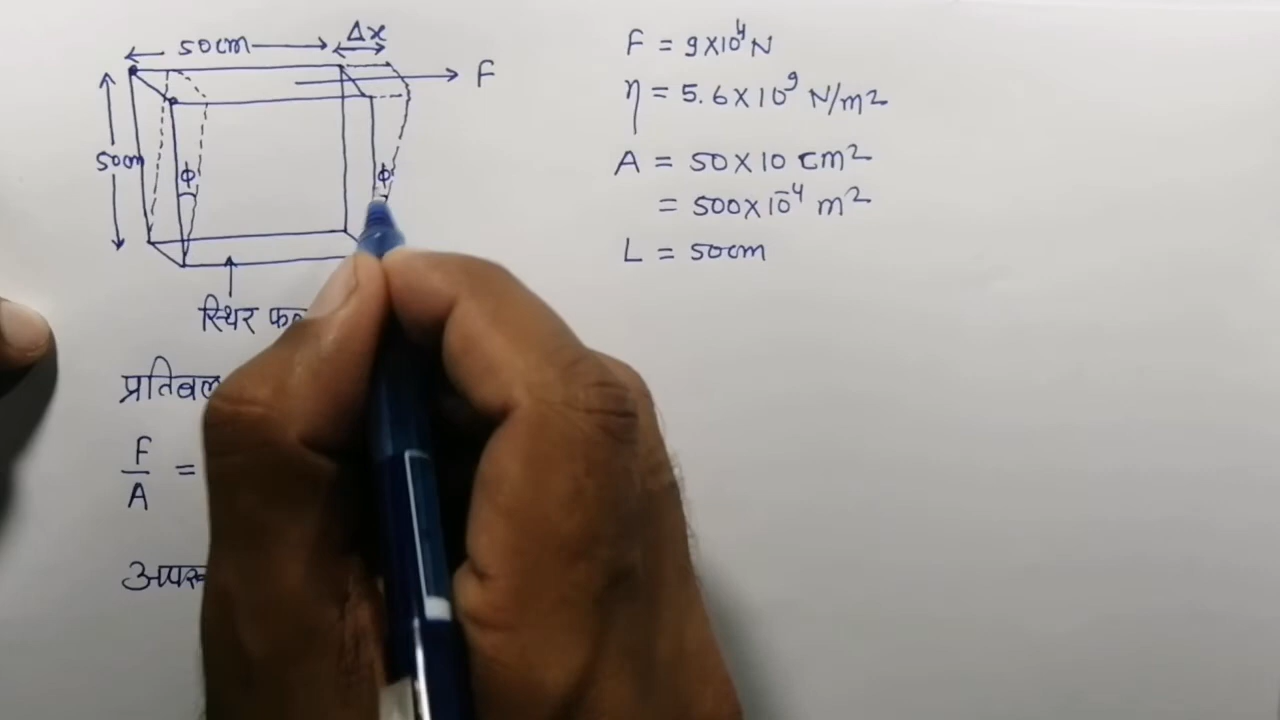 50cm Δx
F
50cm
ϕ ϕ
स्थिर
प्रतिबल
F/A =
F = 9×10⁴ N
η = 5.6×10⁹ N/m²
A = 50×10 cm²
= 500×10⁻⁴ m²
L = 50cm